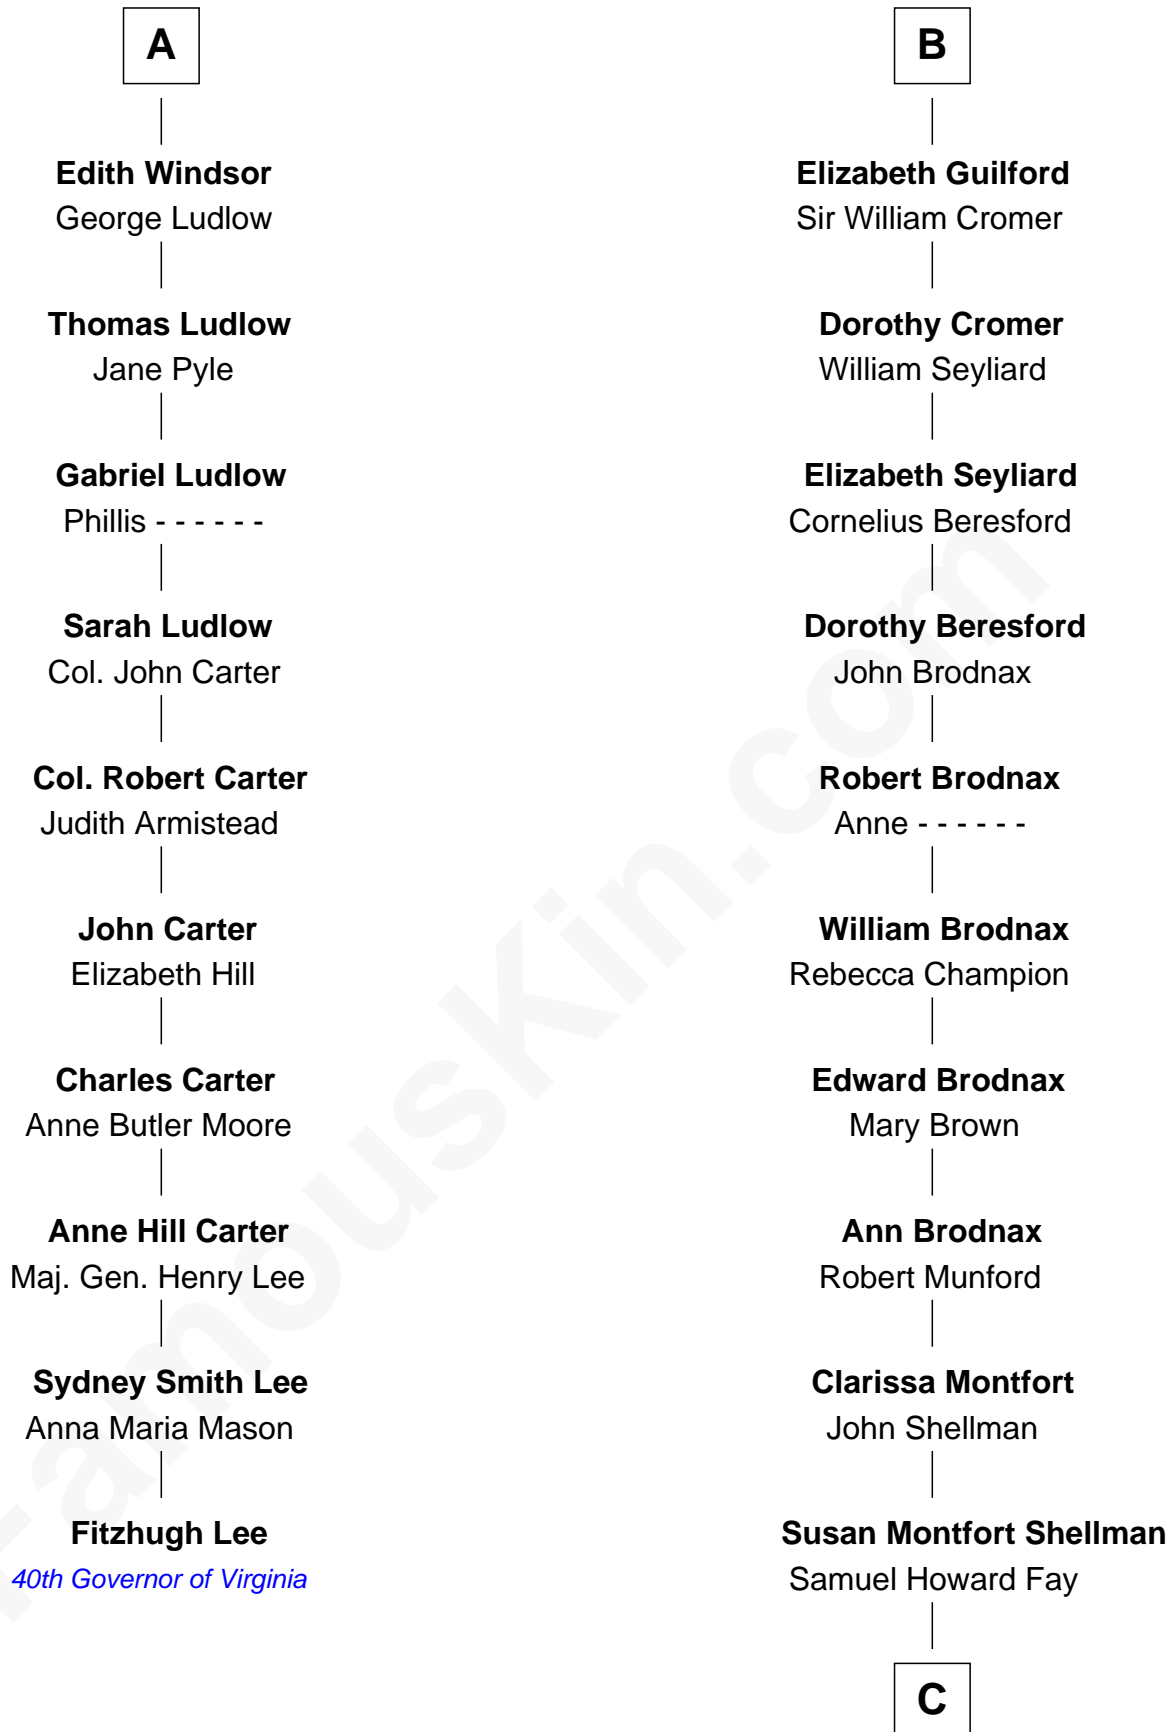 A
Edith Windsor
George Ludlow
Thomas Ludlow
Jane Pyle
Gabriel Ludlow
Phillis - - - - - -
Sarah Ludlow
Col. John Carter
Col. Robert Carter
Judith Armistead
John Carter
Elizabeth Hill
Charles Carter
Anne Butler Moore
Anne Hill Carter
Maj. Gen. Henry Lee
Sydney Smith Lee
Anna Maria Mason
Fitzhugh Lee
40th Governor of Virginia
B
Elizabeth Guilford
Sir William Cromer
Dorothy Cromer
William Seyliard
Elizabeth Seyliard
Cornelius Beresford
Dorothy Beresford
John Brodnax
Robert Brodnax
Anne - - - - - -
William Brodnax
Rebecca Champion
Edward Brodnax
Mary Brown
Ann Brodnax
Robert Munford
Clarissa Montfort
John Shellman
Susan Montfort Shellman
Samuel Howard Fay
C
FamousKin.com